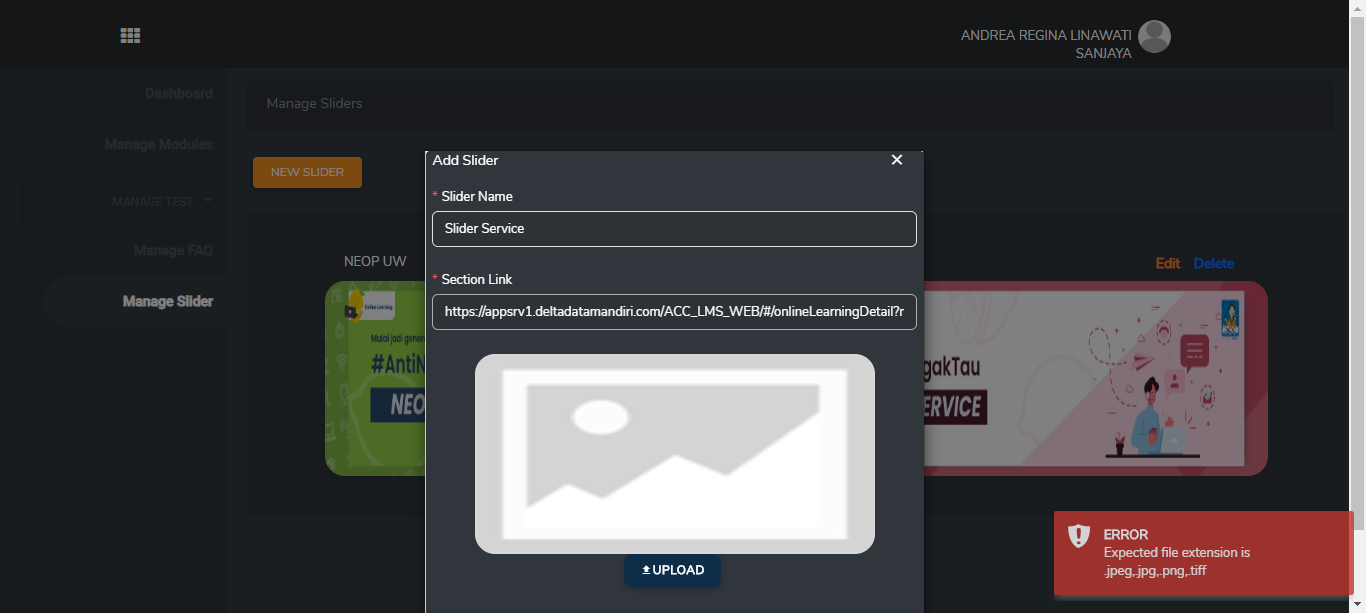 ANDREA REGINA LINAWATI
SANJAYA
Dashboard
Manage Modules
MANAGE TEST
Manage FAQ
Manage Slider
Manage Sliders
NEW SLIDER
NEOP UW
Edit Delete
Online Learning
Mulai jadi gener
#AntiN
NEO
gakTau
ERVICE
Add Slider
* Slider Name
Slider Service
* Section Link
https://appsrv1.deltadatamandiri.com/ACC_LMS_WEB/#/onlineLearningDetail?r
UPLOAD
ERROR
Expected file extension is
.jpeg,.jpg,.png,.tiff